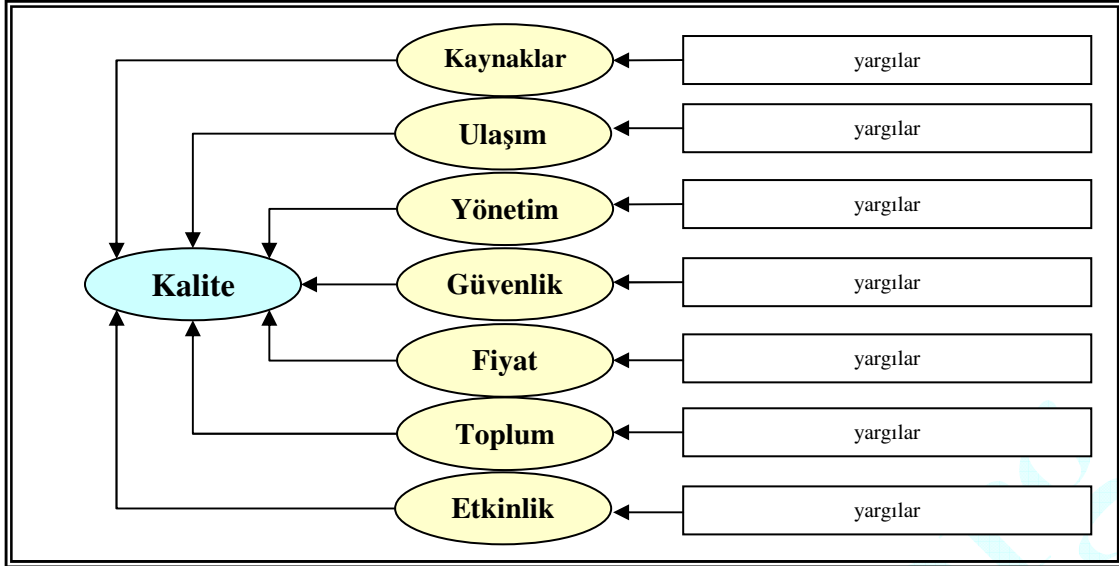 Kaynaklar yargılar
Ulaşım yargılar
Yönetim yargılar
Kalite Güvenlik yargılar
Fiyat yargılar
Toplum yargılar
Etkinlik yargılar